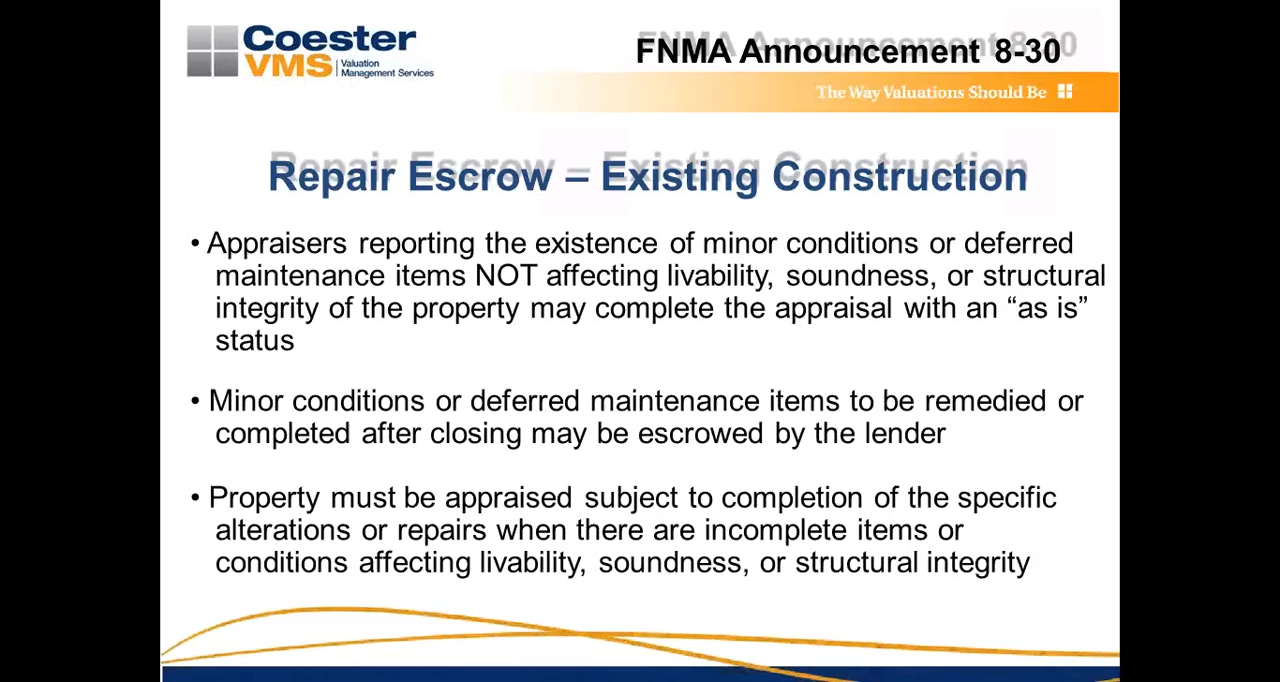 Coester
VMS Valuation
Management Services
FNMA Announcement 8-30
The Way Valuations Should Be
Repair Escrow – Existing Construction
• Appraisers reporting the existence of minor conditions or deferred
maintenance items NOT affecting livability, soundness, or structural
integrity of the property may complete the appraisal with an “as is”
status
• Minor conditions or deferred maintenance items to be remedied or
completed after closing may be escrowed by the lender
• Property must be appraised subject to completion of the specific
alterations or repairs when there are incomplete items or
conditions affecting livability, soundness, or structural integrity